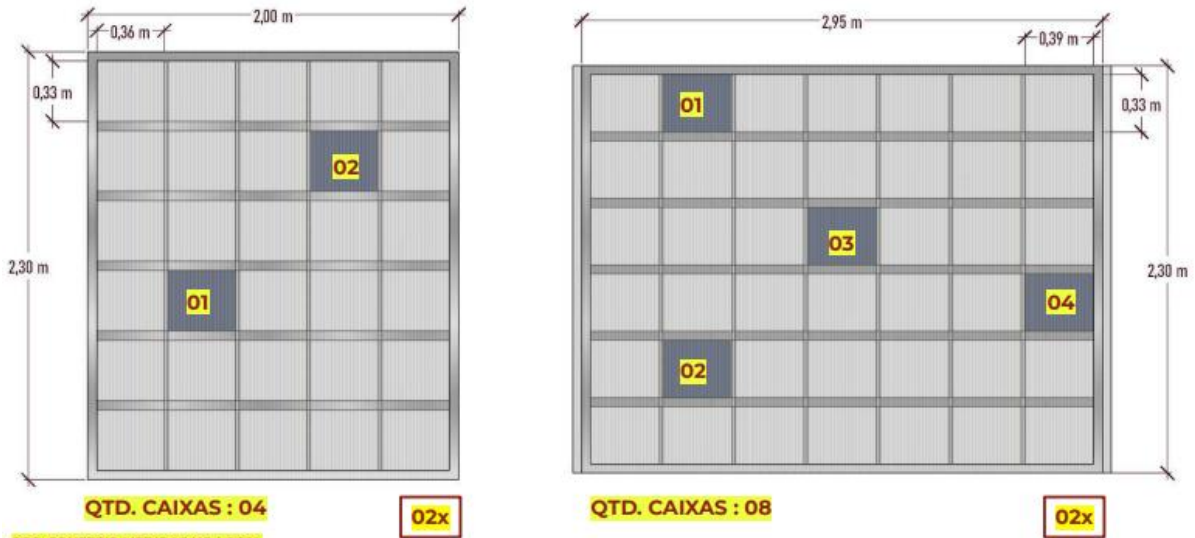 2,00 m
0,36 m
0,33 m
02
2,30 m
01
QTD. CAIXAS : 04
02x
2,95 m
0,39 m
01
0,33 m
03
2,30 m
04
02
QTD. CAIXAS : 08
02x